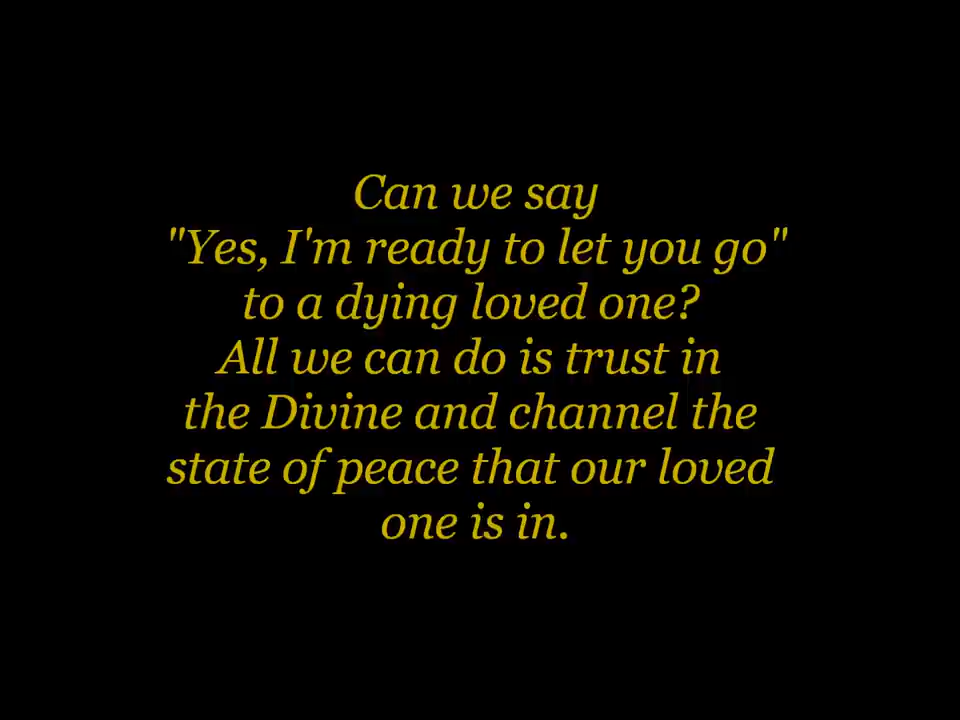 Can we say
"Yes, I'm ready to let you go"
to a dying loved one?
All we can do is trust in
the Divine and channel the
state of peace that our loved
one is in.